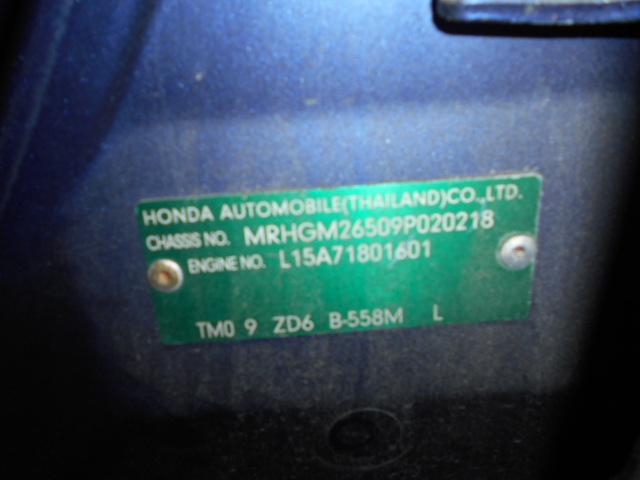 HONDA AUTOMOBILE(THAILAND)CO.,LTD.
CHASSIS NO. MRHGM26509P020218
ENGINE NO. L15A71801601
TM0 9 ZD6 B-558M L